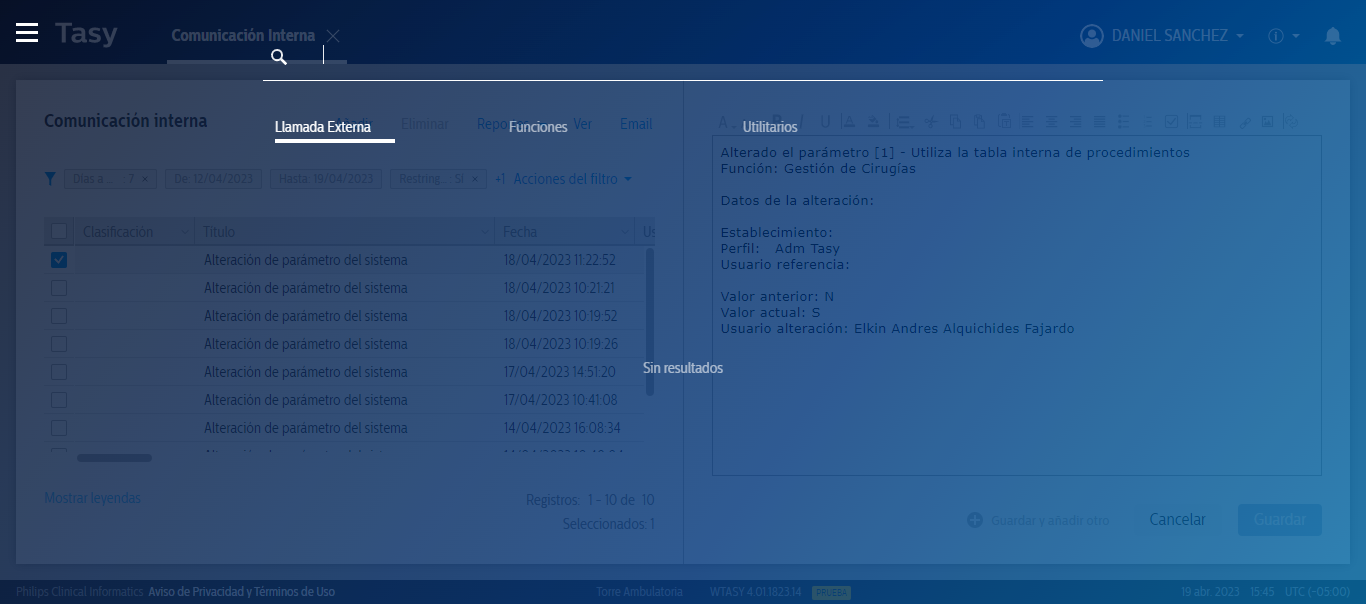 Tasy
Comunicación Interna
DANIEL SANCHEZ
Llamada Externa
Funciones
Utilitarios
Comunicación interna
Eliminar
Ver
Email
Días a ... 7
De: 12/04/2023
Hasta: 19/04/2023
Restring... : Sí
+1
Acciones del filtro
Clasificación
Título
Fecha
Us
Alteración de parámetro del sistema 18/04/2023 11:22:52
Alteración de parámetro del sistema 18/04/2023 10:21:21
Alteración de parámetro del sistema 18/04/2023 10:19:52
Alteración de parámetro del sistema 18/04/2023 10:19:26
Alteración de parámetro del sistema 17/04/2023 14:51:20
Alteración de parámetro del sistema 17/04/2023 10:41:08
Alteración de parámetro del sistema 14/04/2023 16:08:34
Mostrar leyendas
Registros: 1 - 10 de 10
Seleccionados: 1
Alterado el parámetro [1] - Utiliza la tabla interna de procedimientos
Función: Gestión de Cirugías
Datos de la alteración:
Establecimiento:
Perfil: Adm Tasy
Usuario referencia:
Valor anterior: N
Valor actual: S
Usuario alteración: Elkin Andres Alquichides Fajardo
Sin resultados
Guardar y añadir otro
Cancelar
Guardar
Philips Clinical Informatics
Aviso de Privacidad y Términos de Uso
Torre Ambulatoria
WTASY 4.01.1823.14
PRUEBA
19 abr. 2023 15:45 UTC (-05:00)